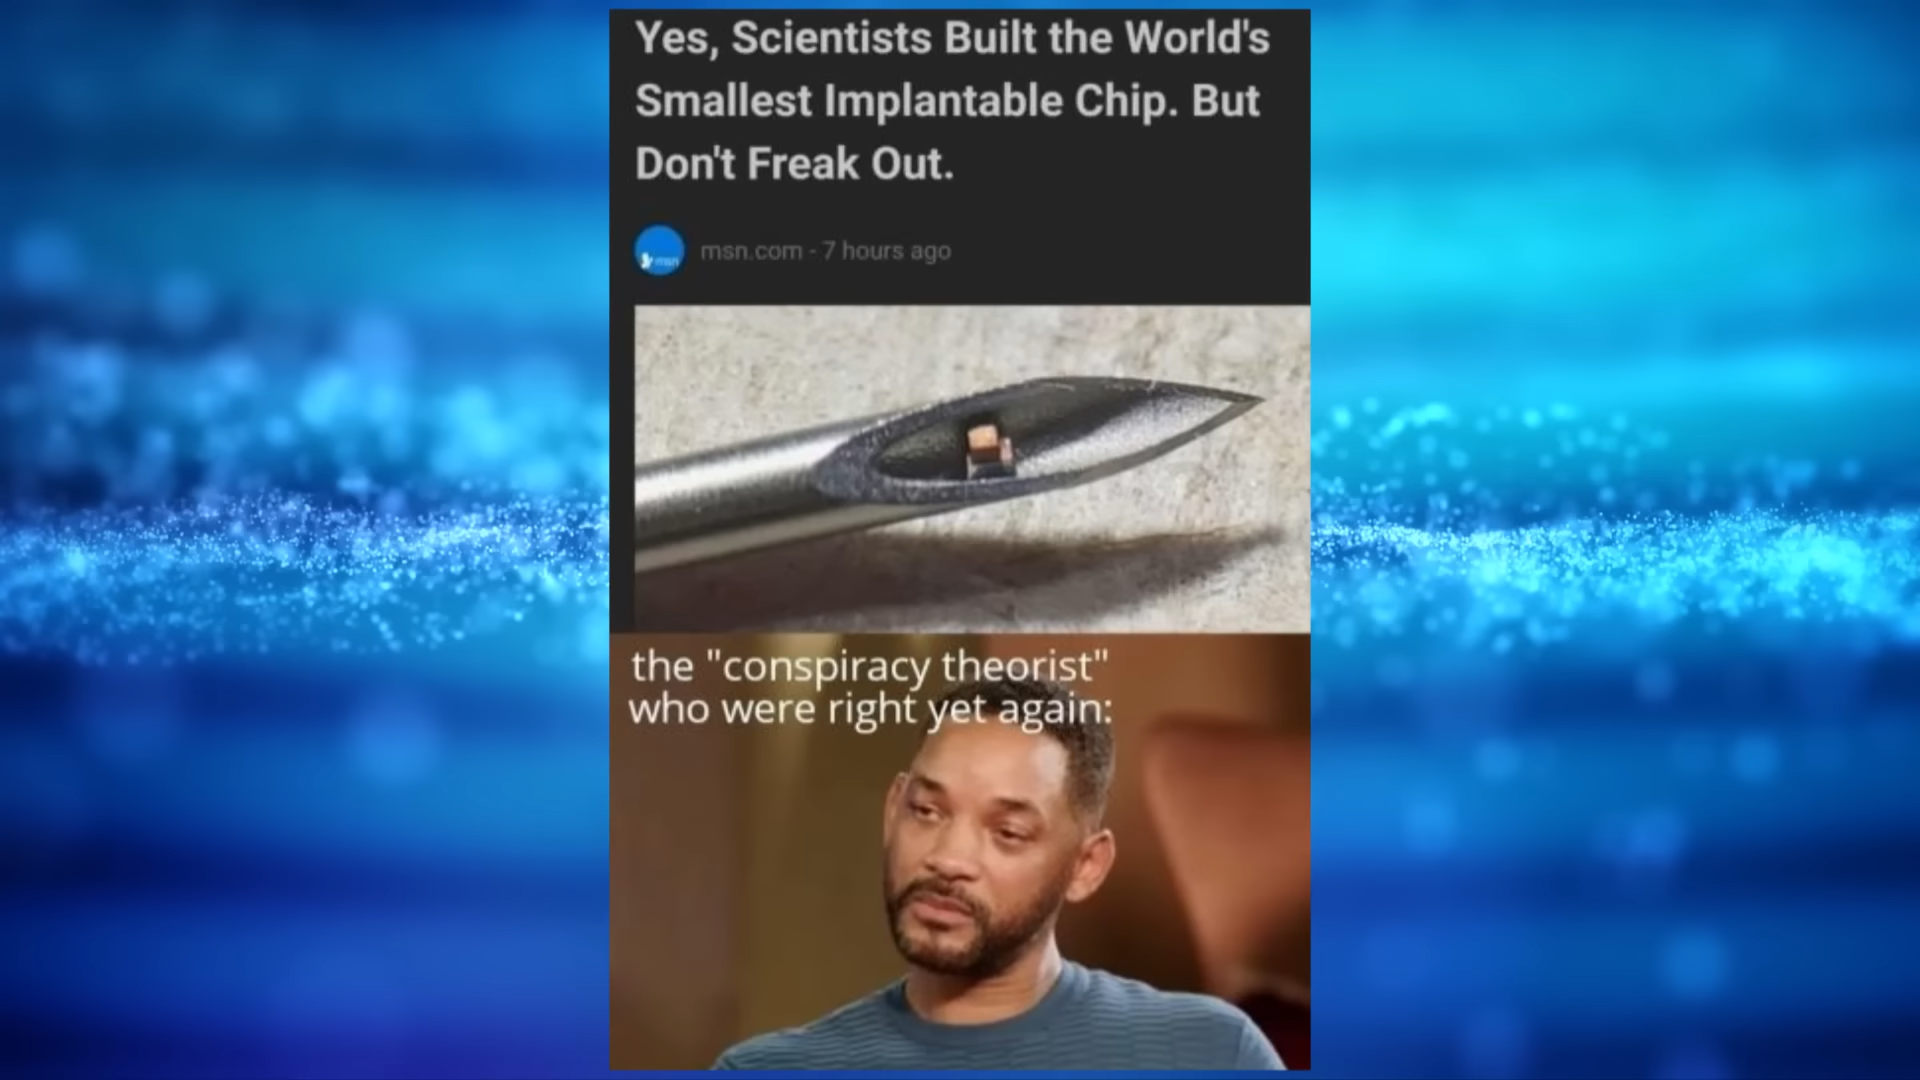 Yes, Scientists Built the World's
Smallest Implantable Chip. But
Don't Freak Out.
msn
msn.com - 7 hours ago
the "conspiracy theorist"
who were right yet again: